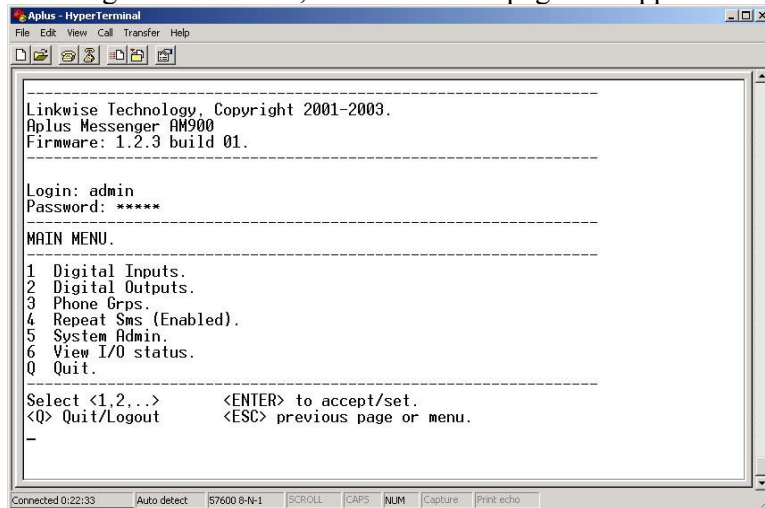 Aplus - HyperTerminal
File Edit View Call Transfer Help
------------------------------------------------------------
Linkwise Technology, Copyright 2001-2003.
Aplus Messenger AM900
Firmware: 1.2.3 build 01.
------------------------------------------------------------
Login: admin
Password: *****
------------------------------------------------------------
MAIN MENU.
------------------------------------------------------------
1 Digital Inputs.
2 Digital Outputs.
3 Phone Grps.
4 Repeat Sms (Enabled).
5 System Admin.
6 View I/O status.
Q Quit.
------------------------------------------------------------
Select <1,2,..> <ENTER> to accept/set.
<Q> Quit/Logout <ESC> previous page or menu.
Connected 0:22:33 Auto detect 57600 8-N-1 SCROLL CAPS NUM Capture Print echo